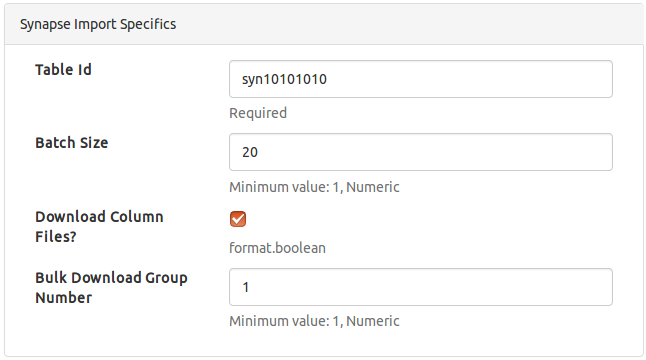 Synapse Import Specifics
Table Id
syn10101010
Required
Batch Size
20
Minimum value: 1, Numeric
Download Column
Files?
format.boolean
Bulk Download Group
Number
1
Minimum value: 1, Numeric